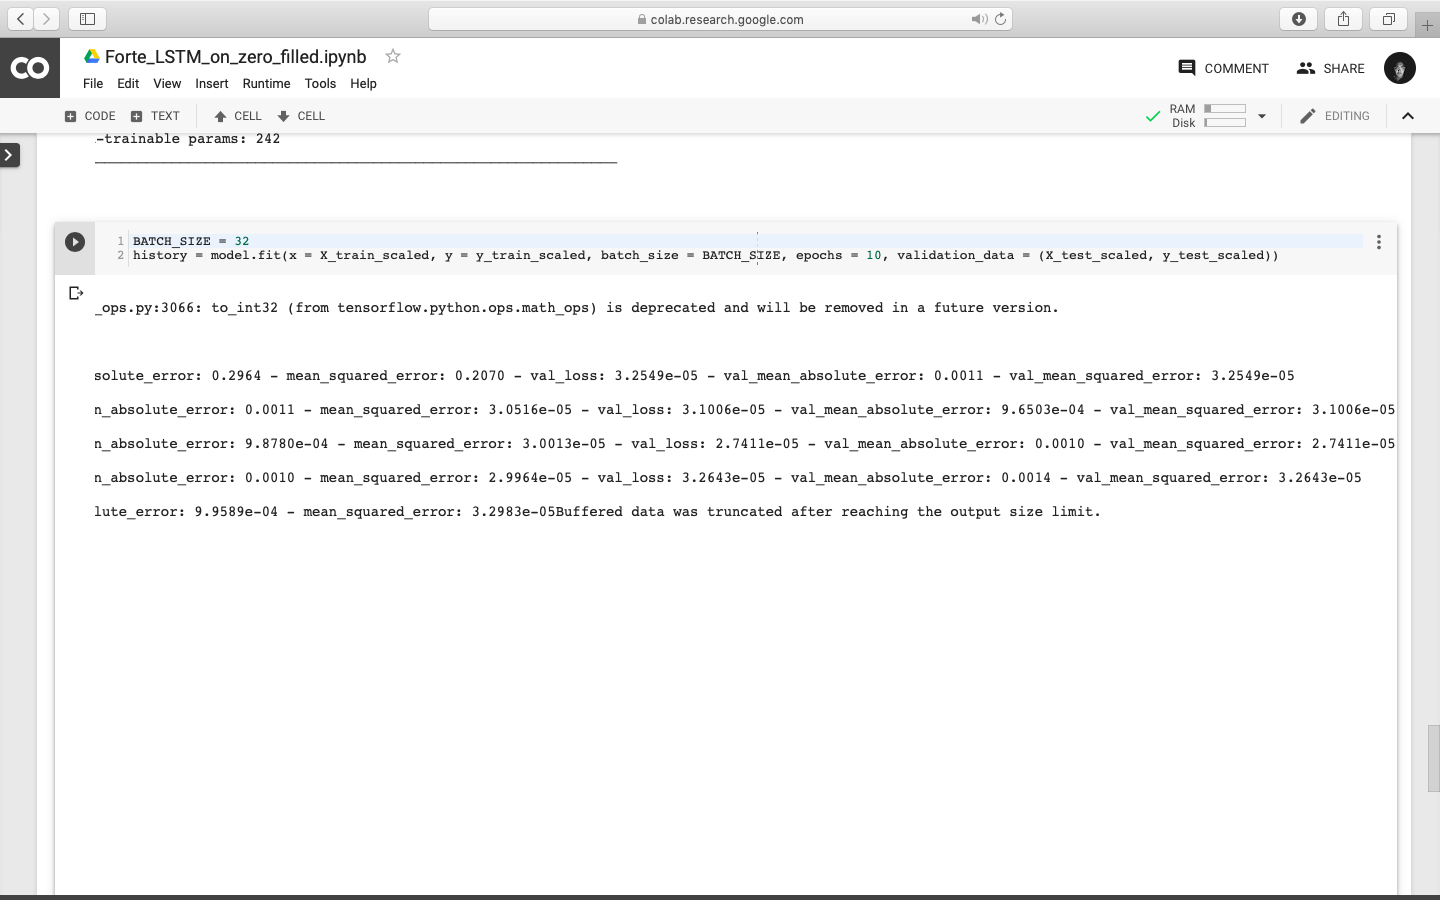 colab.research.google.com
CO
Forte_LSTM_on_zero_filled.ipynb
File Edit View Insert Runtime Tools Help
COMMENT SHARE
CODE TEXT CELL CELL
RAM
Disk
EDITING
-trainable params: 242
1 BATCH_SIZE = 32
2 history = model.fit(x = X_train_scaled, y = y_train_scaled, batch_size = BATCH_SIZE, epochs = 10, validation_data = (X_test_scaled, y_test_scaled))
_ops.py:3066: to_int32 (from tensorflow.python.ops.math_ops) is deprecated and will be removed in a future version.
solute_error: 0.2964 - mean_squared_error: 0.2070 - val_loss: 3.2549e-05 - val_mean_absolute_error: 0.0011 - val_mean_squared_error: 3.2549e-05
n_absolute_error: 0.0011 - mean_squared_error: 3.0516e-05 - val_loss: 3.1006e-05 - val_mean_absolute_error: 9.6503e-04 - val_mean_squared_error: 3.1006e-05
n_absolute_error: 9.8780e-04 - mean_squared_error: 3.0013e-05 - val_loss: 2.7411e-05 - val_mean_absolute_error: 0.0010 - val_mean_squared_error: 2.7411e-05
n_absolute_error: 0.0010 - mean_squared_error: 2.9964e-05 - val_loss: 3.2643e-05 - val_mean_absolute_error: 0.0014 - val_mean_squared_error: 3.2643e-05
lute_error: 9.9589e-04 - mean_squared_error: 3.2983e-05Buffered data was truncated after reaching the output size limit.